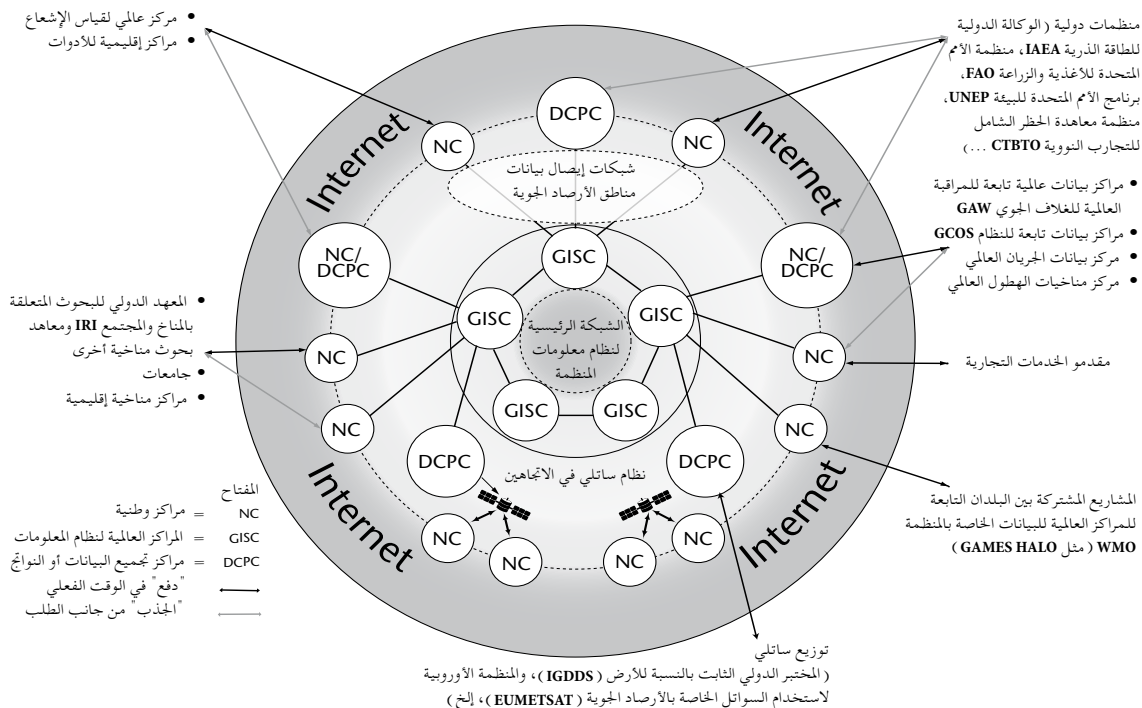 • مركز عالمي لقياس الإشعاع
• مراكز إقليمية للأدوات
منظمات دولية ( الوكالة الدولية
للطاقة الذرية IAEA، منظمة الأمم
المتحدة للأغذية والزراعة FAO،
برنامج الأمم المتحدة للبيئة UNEP،
منظمة معاهدة الحظر الشامل
للتجارب النووية CTBTO ...)
• مراكز بيانات عالمية تابعة للمراقبة
العالمية للغلاف الجوي GAW
• مراكز بيانات تابعة للنظام GCOS
• مركز بيانات الجريان العالمي
• مركز مناخيات الهطول العالمي
مقدمو الخدمات التجارية
المشاريع المشتركة بين البلدان التابعة
للمراكز العالمية للبيانات الخاصة بالمنظمة
WMO ( مثل GAMES HALO )
• المعهد الدولي للبحوث المتعلقة
بالمناخ والمجتمع IRI ومعاهد
بحوث مناخية أخرى
• جامعات
• مراكز مناخية إقليمية
Internet
Internet
Internet
Internet
DCPC
NC
NC
شبكات إيصال بيانات
مناطق الأرصاد الجوية
NC/
DCPC
NC/
DCPC
GISC
GISC
GISC
الشبكة الرئيسية
لنظام معلومات
المنظمة
GISC
GISC
NC
NC
NC
NC
DCPC
DCPC
نظام ساتلي في الاتجاهين
NC
NC
NC
NC
المفتاح
NC = مراكز وطنية
GISC = المراكز العالمية لنظام المعلومات
DCPC = مراكز تجميع البيانات أو النواتج
"دفع" في الوقت الفعلي
"الجذب" من جانب الطلب
توزيع ساتلي
( المختبر الدولي الثابت بالنسبة للأرض ( IGDDS )، والمنظمة الأوروبية
لاستخدام السواتل الخاصة بالأرصاد الجوية ( EUMETSAT )، إلخ )